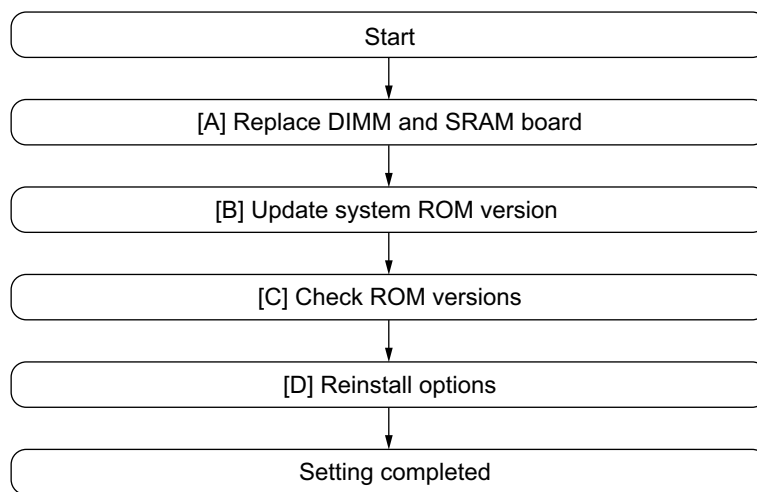 Start
[A] Replace DIMM and SRAM board
[B] Update system ROM version
[C] Check ROM versions
[D] Reinstall options
Setting completed